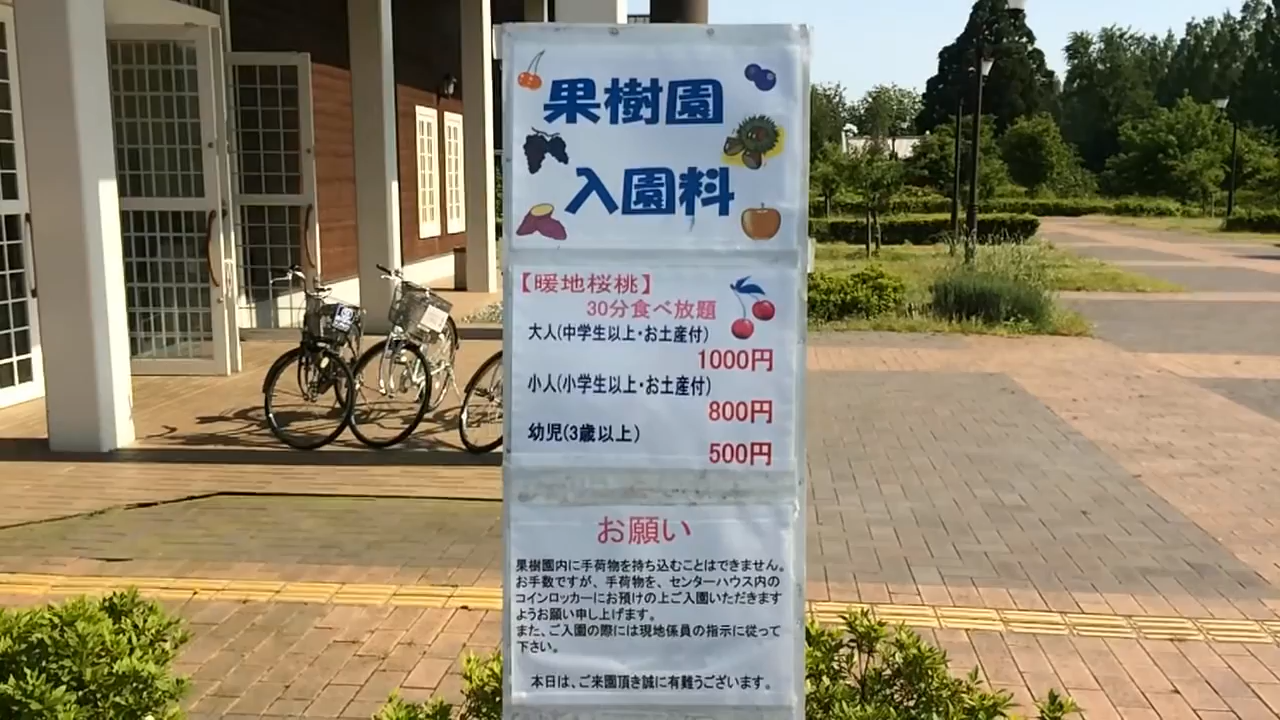 果樹園
入園料
【暖地桜桃】
30分食べ放題
大人(中学生以上・お土産付)
1000円
小人(小学生以上・お土産付)
800円
幼児(3歳以上)
500円
お願い
果樹園内に手荷物を持ち込むことはできません。
お手数ですが、手荷物を、センターハウス内の
コインロッカーにお預けの上ご入園いただきます
ようお願い申し上げます。
また、ご入園の際には現地係員の指示に従って
下さい。
本日は、ご来園頂き誠に有難うございます。